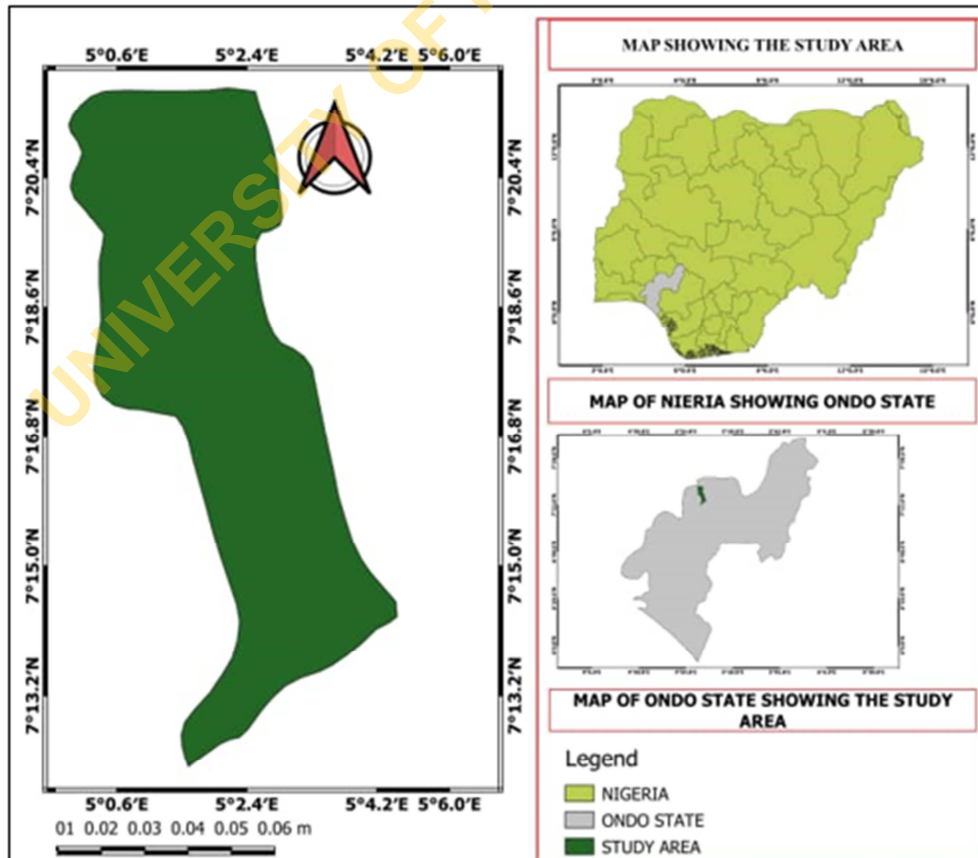 5°0.6′E 5°2.4′E 5°4.2′E 5°6.0′E
7°20.4′N
7°18.6′N
7°16.8′N
7°15.0′N
7°13.2′N
7°20.4′N
7°18.6′N
7°16.8′N
7°15.0′N
7°13.2′N
5°0.6′E 5°2.4′E 5°4.2′E 5°6.0′E
01 0.02 0.03 0.04 0.05 0.06 m
UNIVERSITY OF
MAP SHOWING THE STUDY AREA
MAP OF NIERIA SHOWING ONDO STATE
MAP OF ONDO STATE SHOWING THE STUDY
AREA
Legend
NIGERIA
ONDO STATE
STUDY AREA